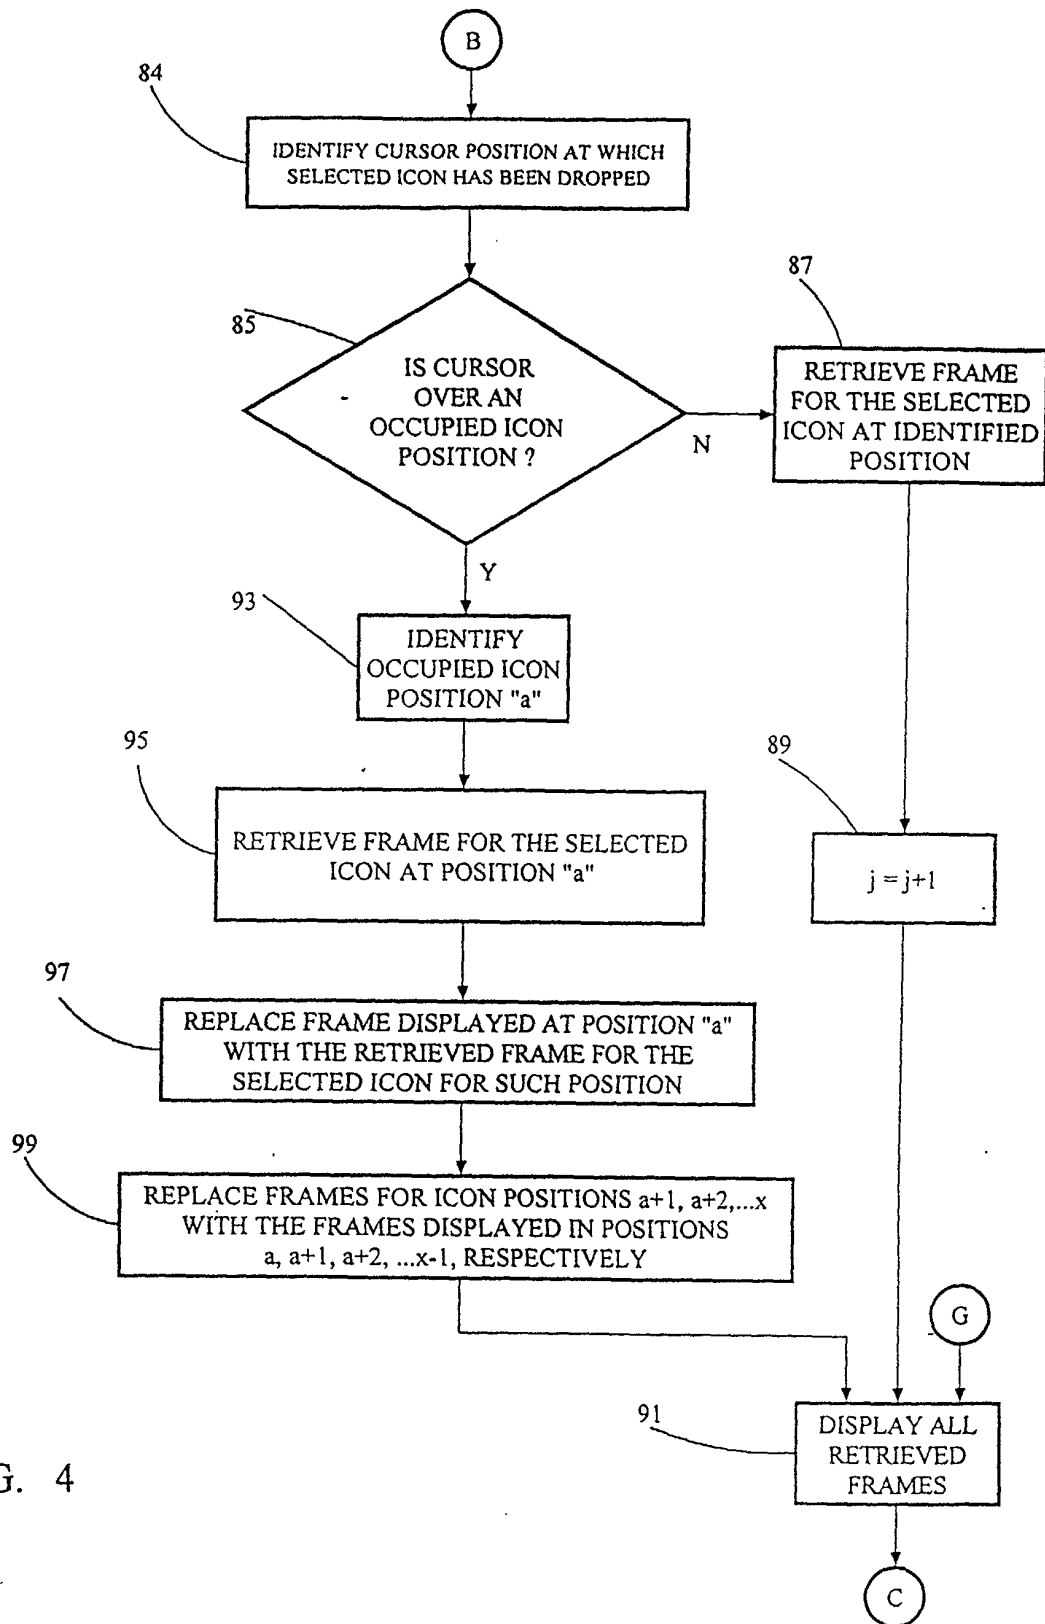 B
84
IDENTIFY CURSOR POSITION AT WHICH
SELECTED ICON HAS BEEN DROPPED
85
IS CURSOR
OVER AN
OCCUPIED ICON
POSITION ?
N
87
RETRIEVE FRAME
FOR THE SELECTED
ICON AT IDENTIFIED
POSITION
Y
93
IDENTIFY
OCCUPIED ICON
POSITION "a"
95
RETRIEVE FRAME FOR THE SELECTED
ICON AT POSITION "a"
89
j = j+1
97
REPLACE FRAME DISPLAYED AT POSITION "a"
WITH THE RETRIEVED FRAME FOR THE
SELECTED ICON FOR SUCH POSITION
99
REPLACE FRAMES FOR ICON POSITIONS a+1, a+2,...x
WITH THE FRAMES DISPLAYED IN POSITIONS
a, a+1, a+2, ...x-1, RESPECTIVELY
G
91
DISPLAY ALL
RETRIEVED
FRAMES
G. 4
C